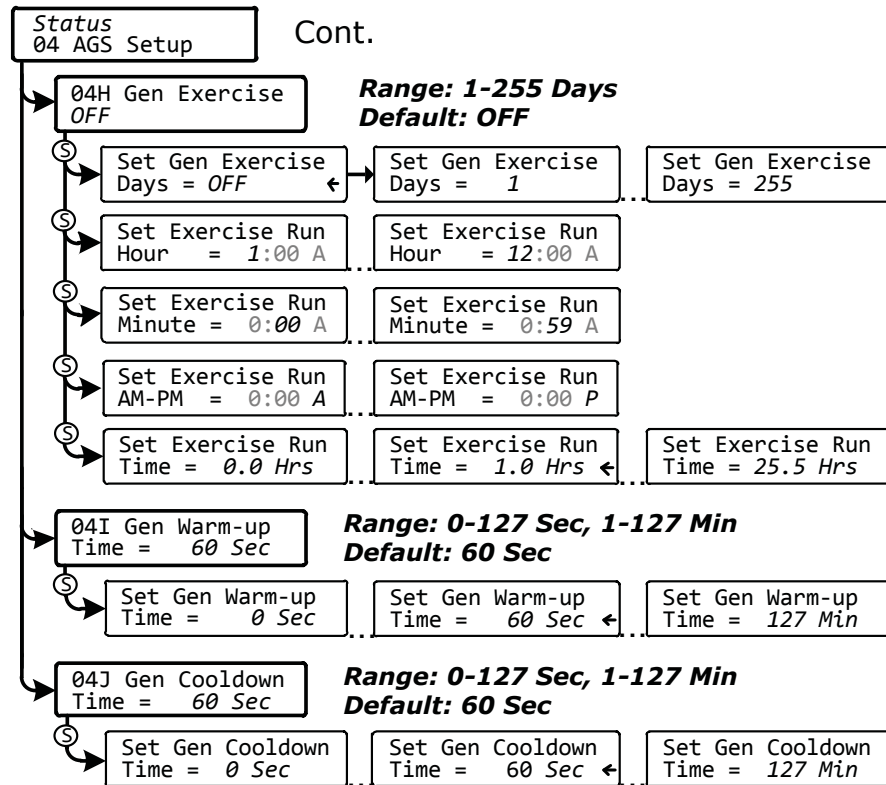 Status
04 AGS Setup
Cont.
04H Gen Exercise
OFF
Range: 1-255 Days
Default: OFF
S
Set Gen Exercise
Days = OFF ←
Set Gen Exercise
Days = 1
...
Set Gen Exercise
Days = 255
S
Set Exercise Run
Hour = 1:00 A
...
Set Exercise Run
Hour = 12:00 A
S
Set Exercise Run
Minute = 0:00 A
...
Set Exercise Run
Minute = 0:59 A
S
Set Exercise Run
AM-PM = 0:00 A
...
Set Exercise Run
AM-PM = 0:00 P
S
Set Exercise Run
Time = 0.0 Hrs
...
Set Exercise Run
Time = 1.0 Hrs ←
...
Set Exercise Run
Time = 25.5 Hrs
04I Gen Warm-up
Time = 60 Sec
Range: 0-127 Sec, 1-127 Min
Default: 60 Sec
S
Set Gen Warm-up
Time = 0 Sec
...
Set Gen Warm-up
Time = 60 Sec ←
...
Set Gen Warm-up
Time = 127 Min
04J Gen Cooldown
Time = 60 Sec
Range: 0-127 Sec, 1-127 Min
Default: 60 Sec
S
Set Gen Cooldown
Time = 0 Sec
...
Set Gen Cooldown
Time = 60 Sec ←
...
Set Gen Cooldown
Time = 127 Min